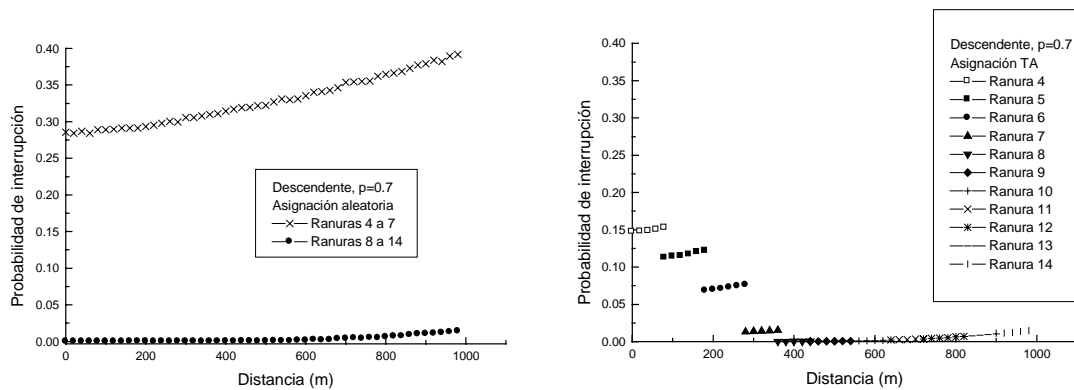 0.40
0.35
0.30
0.25
0.20
0.15
0.10
0.05
0.00
Probabilidad de interrupción
0 200 400 600 800 1000
Distancia (m)
Descendente, p=0.7
Asignación aleatoria
Ranuras 4 a 7
Ranuras 8 a 14
0.40
0.35
0.30
0.25
0.20
0.15
0.10
0.05
0.00
Probabilidad de interrupción
0 200 400 600 800 1000
Distancia (m)
Descendente, p=0.7
Asignación TA
Ranura 4
Ranura 5
Ranura 6
Ranura 7
Ranura 8
Ranura 9
Ranura 10
Ranura 11
Ranura 12
Ranura 13
Ranura 14